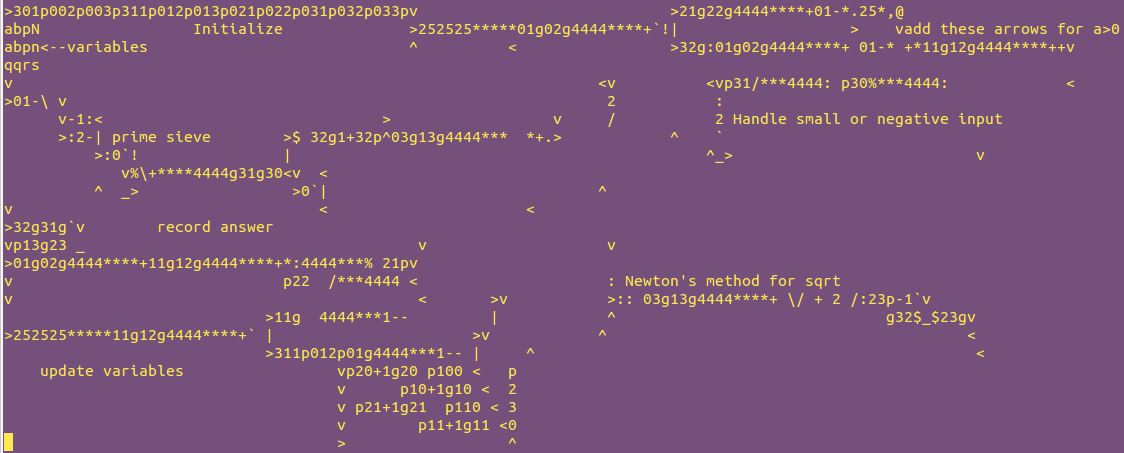 >301p002p003p311p012p013p021p022p031p032p033pv                            >21g22g4444****+01-*.25*,@
abpN                 Initialize              >252525*****01g02g4444****+`!|                   >    vadd these arrows for a>0
abpn<--variables                             ^          <                 >32g:01g02g4444****+ 01-* +*11g12g4444****++v
qqrs
v                                                                 <v          <vp31/***4444: p30%***4444:             <
>01-\ v                                                            2           :
      v-1:<                               >                  v     /           2 Handle small or negative input
      >:2-| prime sieve        >$ 32g1+32p^03g13g4444***  *+.>            ^    `
          >:0`!                |                                              ^_>                           v
             v%\+****4444g31g30<v  <
          ^  _>                 >0`|                              ^
v                                  <                      <
>32g31g`v        record answer
vp13g23 _                                     v                    v
>01g02g4444****+11g12g4444****+*:4444***% 21pv
v                              p22  /***4444 <                     : Newton's method for sqrt
v                                             <       >v           >:: 03g13g4444****+ \/ + 2 /:23p-1`v
                             >11g  4444***1--         |            ^                              g32$_$23gv
>252525*****11g12g4444****+` |                      >v            ^                                        <
                             >311p012p01g4444***1-- |     ^                                                 <
    update variables                 vp20+1g20 p100 <   p
                                     v      p10+1g10 <  2
                                     v p21+1g21  p110 < 3
                                     v        p11+1g11 <0
                                     >                  ^